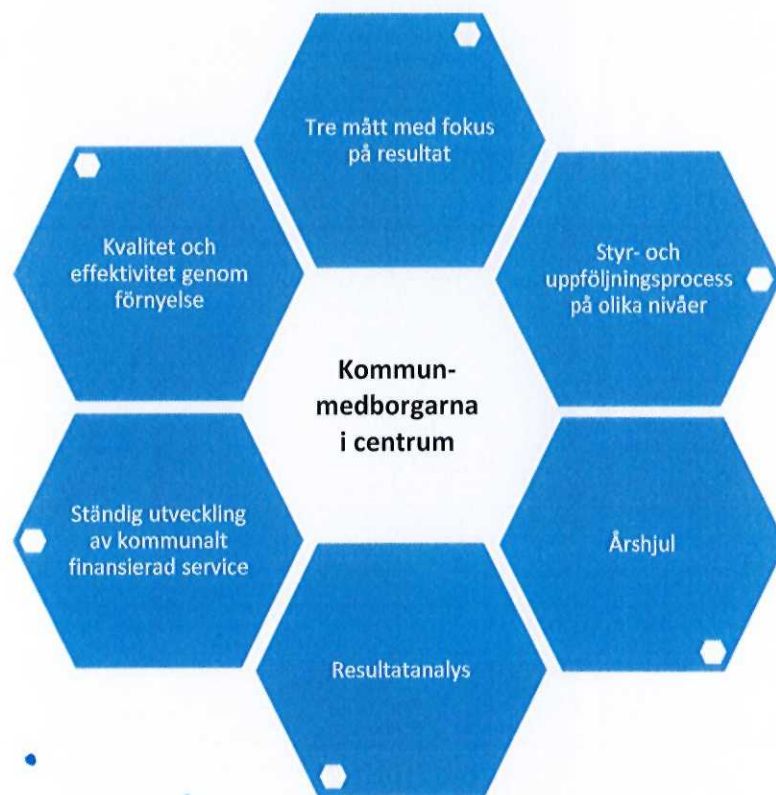 Tre mått med fokus
på resultat
Styr- och
uppföljningsprocess
på olika nivåer
Årshjul
Resultatanalys
Ständig utveckling
av kommunalt
finansierad service
Kvalitet och
effektivitet genom
förnyelse
Kommun-
medborgarna
i centrum